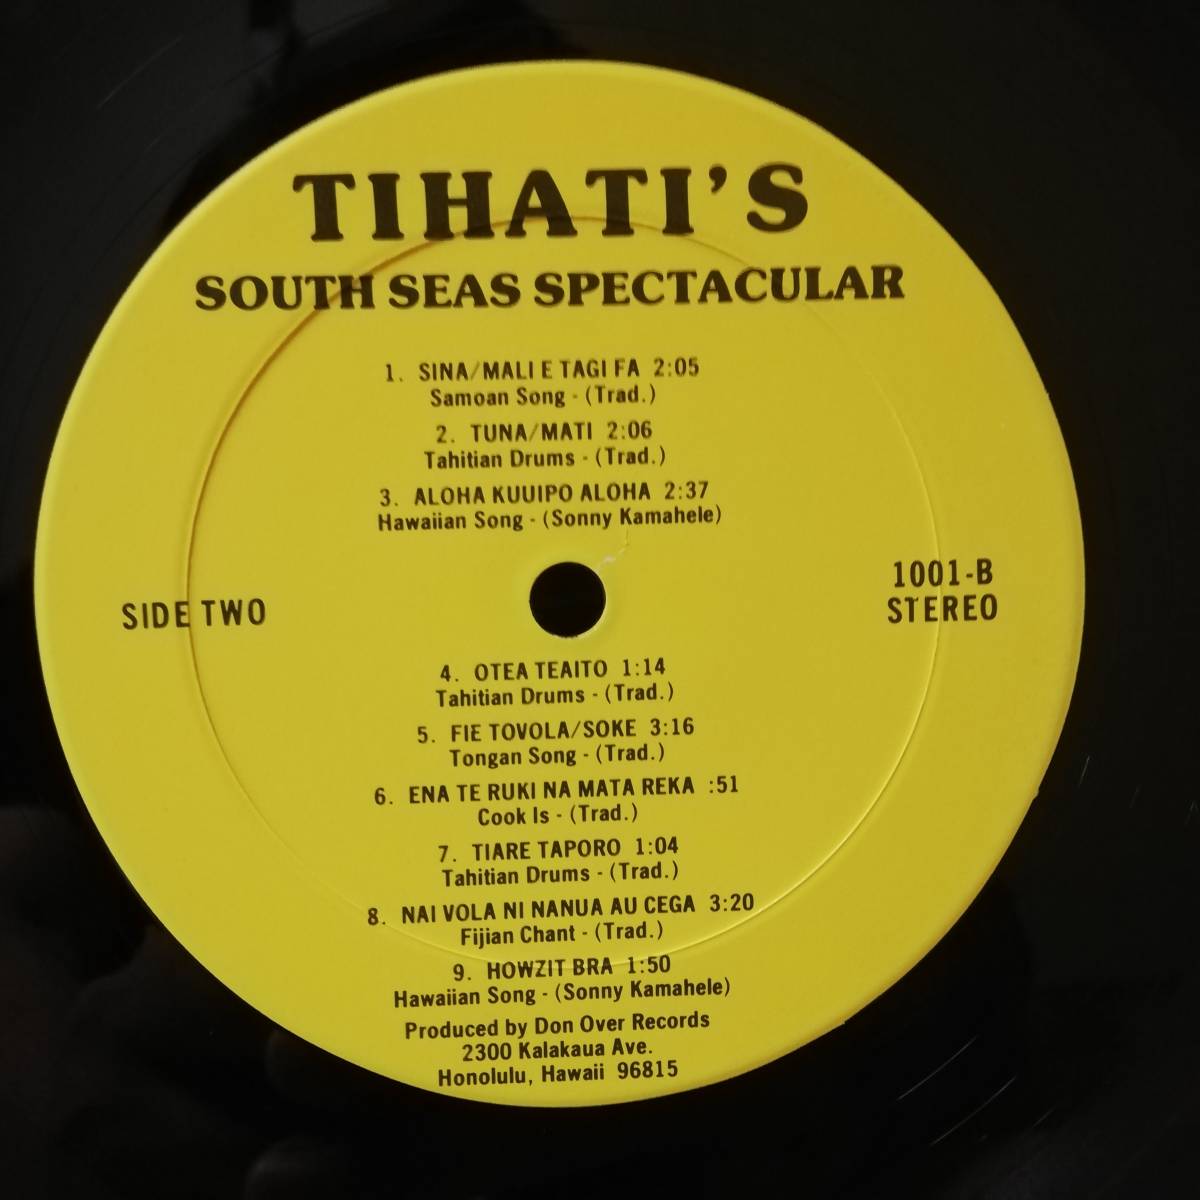 TIHATI'S
SOUTH SEAS SPECTACULAR
1. SINA/MALI E TAGI FA 2:05
Samoan Song - (Trad.)
2. TUNA/MATI 2:06
Tahitian Drums - (Trad.)
3. ALOHA KUUIPO ALOHA 2:37
Hawaiian Song - (Sonny Kamahele)
SIDE TWO
1001-B
STEREO
4. OTEA TEAITO 1:14
Tahitian Drums - (Trad.)
5. FIE TOVOLA/SOKE 3:16
Tongan Song - (Trad.)
6. ENA TE RUKI NA MATA REKA :51
Cook Is - (Trad.)
7. TIARE TAPORO 1:04
Tahitian Drums - (Trad.)
8. NAI VOLA NI NANUA AU CEGA 3:20
Fijian Chant - (Trad.)
9. HOWZIT BRA 1:50
Hawaiian Song - (Sonny Kamahele)
Produced by Don Over Records
2300 Kalakaua Ave.
Honolulu, Hawaii 96815